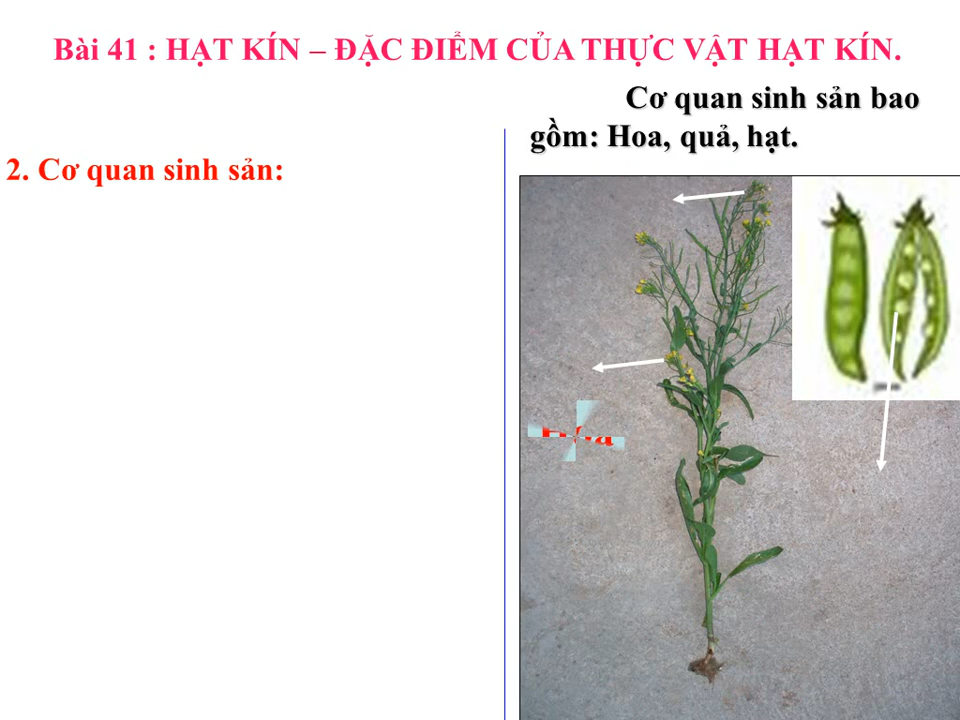 Bài 41 : HẠT KÍN – ĐẶC ĐIỂM CỦA THỰC VẬT HẠT KÍN.
Cơ quan sinh sản bao
gồm: Hoa, quả, hạt.
2. Cơ quan sinh sản: